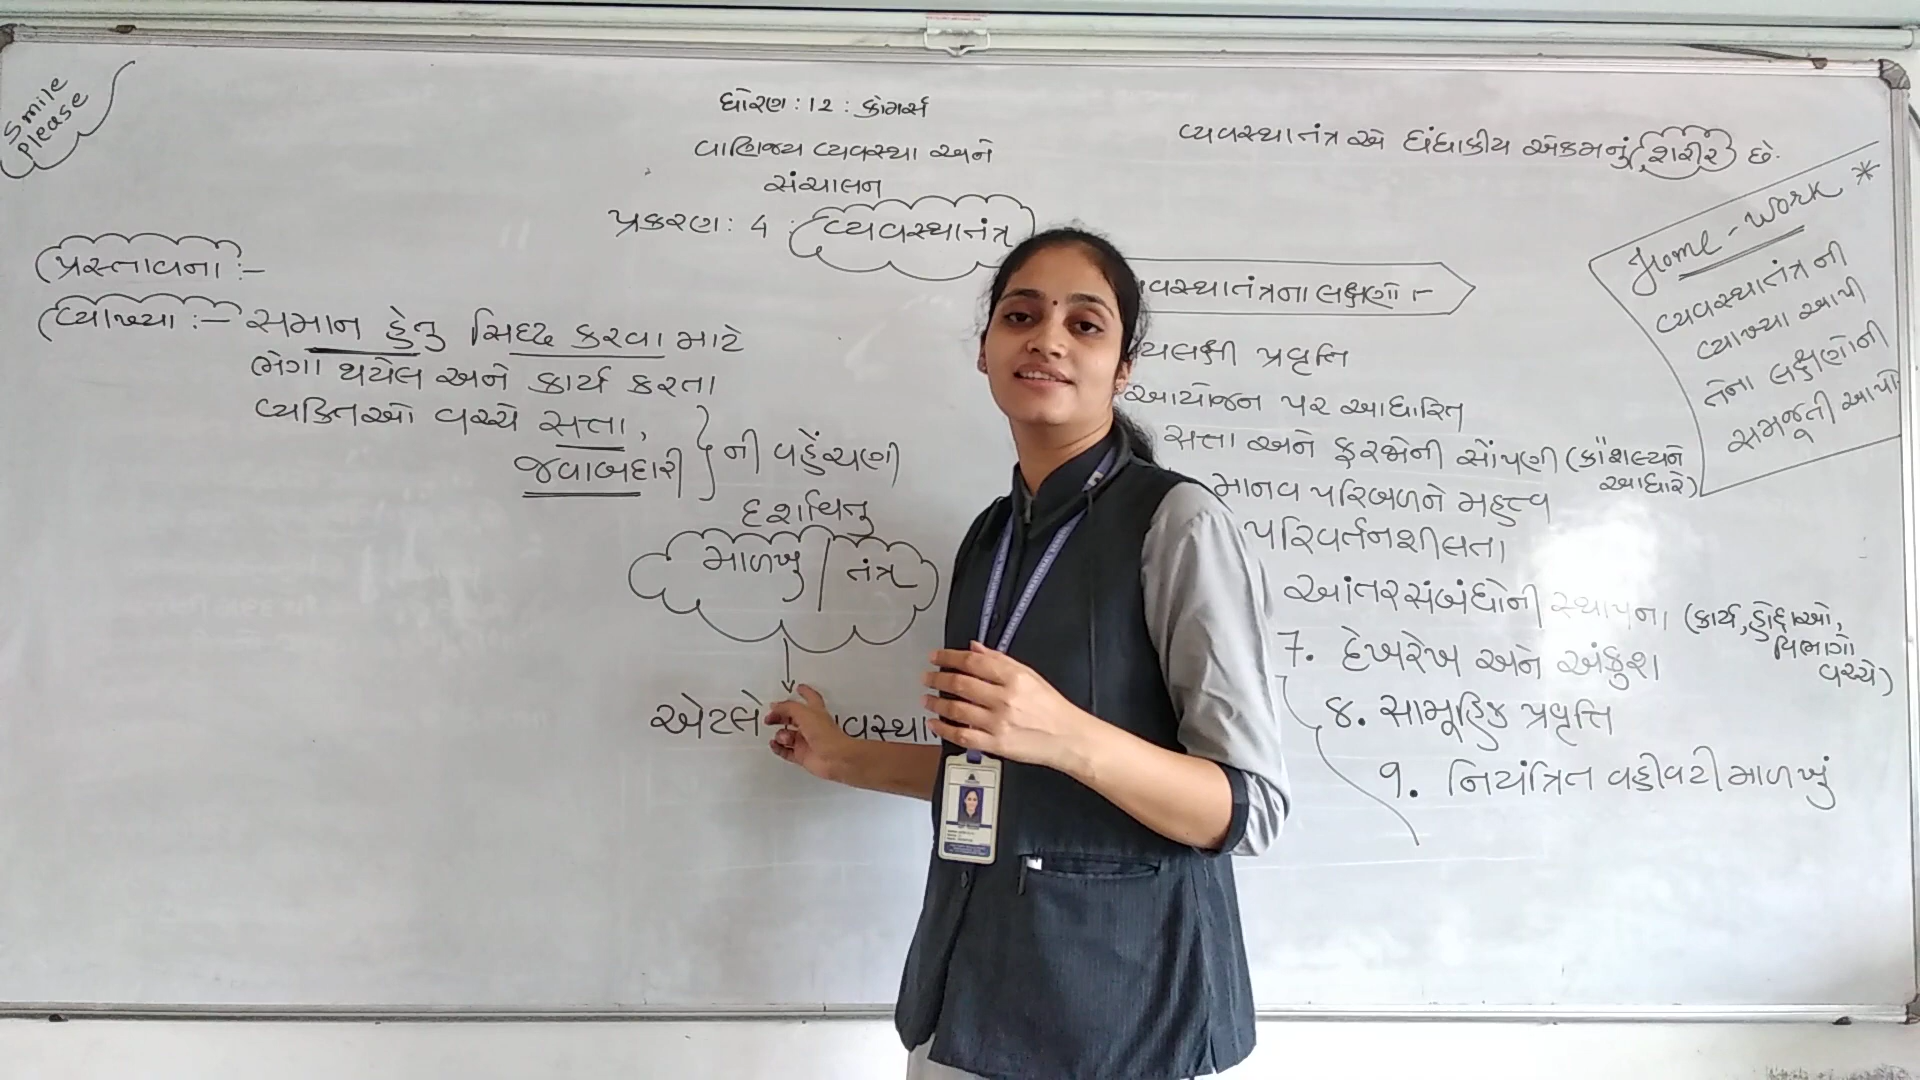 Smile
please
ધોરણ : 12 : કોમર્સ
વાણિજ્ય વ્યવસ્થા અને
સંચાલન
પ્રકરણ : 4 : વ્યવસ્થાતંત્ર
પ્રસ્તાવના :-
વ્યાખ્યા :- સમાન હેતુ સિદ્ધ કરવા માટે
ભેગા થયેલ અને કાર્ય કરતા
વ્યક્તિઓ વચ્ચે સત્તા,
જવાબદારી } ની વહેંચણી
દર્શાવતુ
માળખુ / તંત્ર
એટલે
વ્યવસ્થાતંત્ર એ ધંધાકીય એકમનું શરીર છે.
વસ્થાતંત્રના લક્ષણો :-
યલક્ષી પ્રવૃત્તિ
આયોજન પર આધારિત
સત્તા અને ફરજોની સોંપણી (કૌશલ્યને
આધારે)
માનવ પરિબળને મહત્વ
પરિવર્તનશીલતા
આંતરસંબંધોની સ્થાપના (કાર્ય, હોદ્દાઓ,
વિભાગો
વચ્ચે)
7. દેખરેખ અને અંકુશ
8. સામૂહિક પ્રવૃત્તિ
9. નિયંત્રિત વહીવટી માળખું
Home-Work *
વ્યવસ્થાતંત્ર ની
વ્યાખ્યા આપી
તેના લક્ષણોની
સમજૂતી આપો.